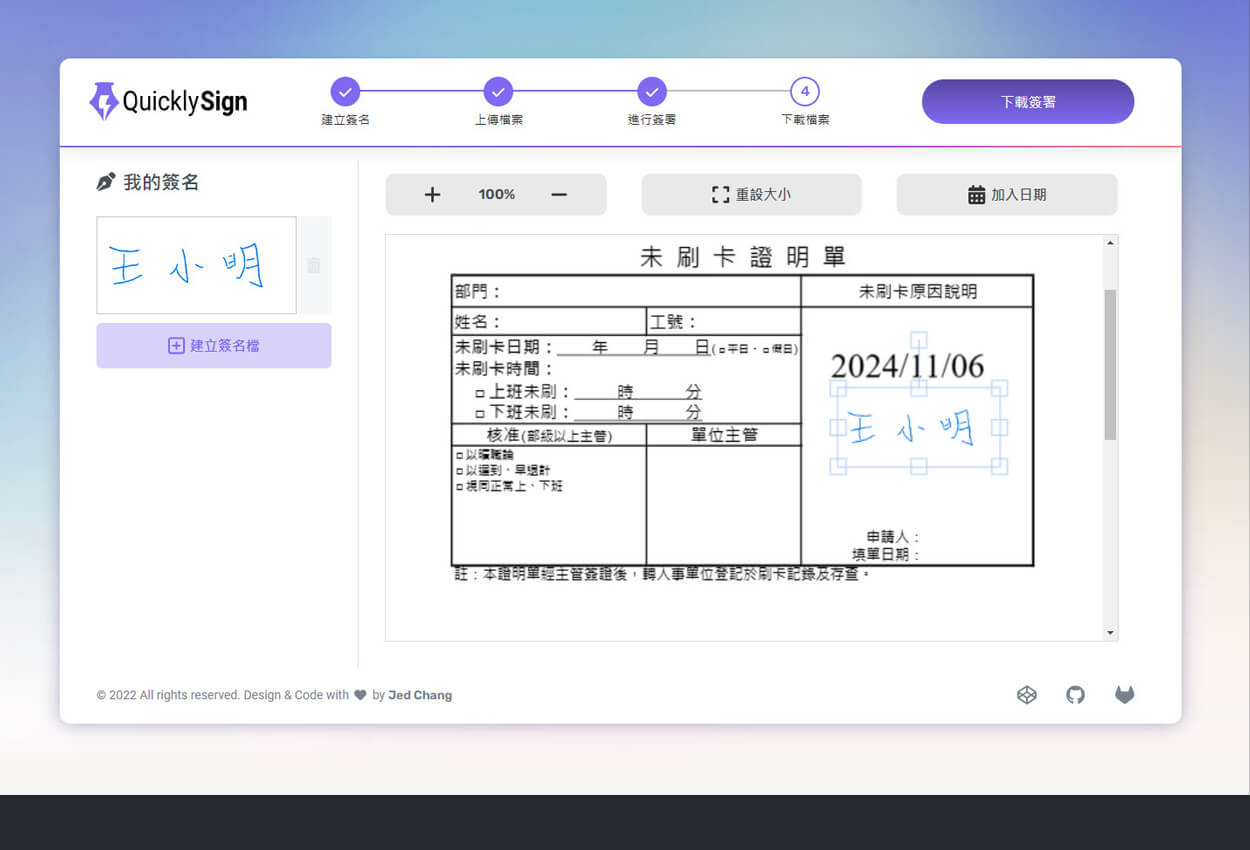 QuicklySign
建立簽名
上傳檔案
進行簽署
4
下載檔案
下載簽署
我的簽名
王小明
建立簽名檔
100%
重設大小
加入日期
未刷卡證明單
部門：
未刷卡原因說明
姓名：
工號：
未刷卡日期：　　年　　月　　日(□平日．□假日)
未刷卡時間：
□上班未刷：　　時　　分
□下班未刷：　　時　　分
2024/11/06
王小明
核准(部級以上主管)
單位主管
□以曠職論
□以遲到、早退計
□視同正常上、下班
申請人：
填單日期：
註：本證明單經主管簽證後，轉人事單位登記於刷卡記錄及存查。
© 2022 All rights reserved. Design & Code with ❤ by Jed Chang